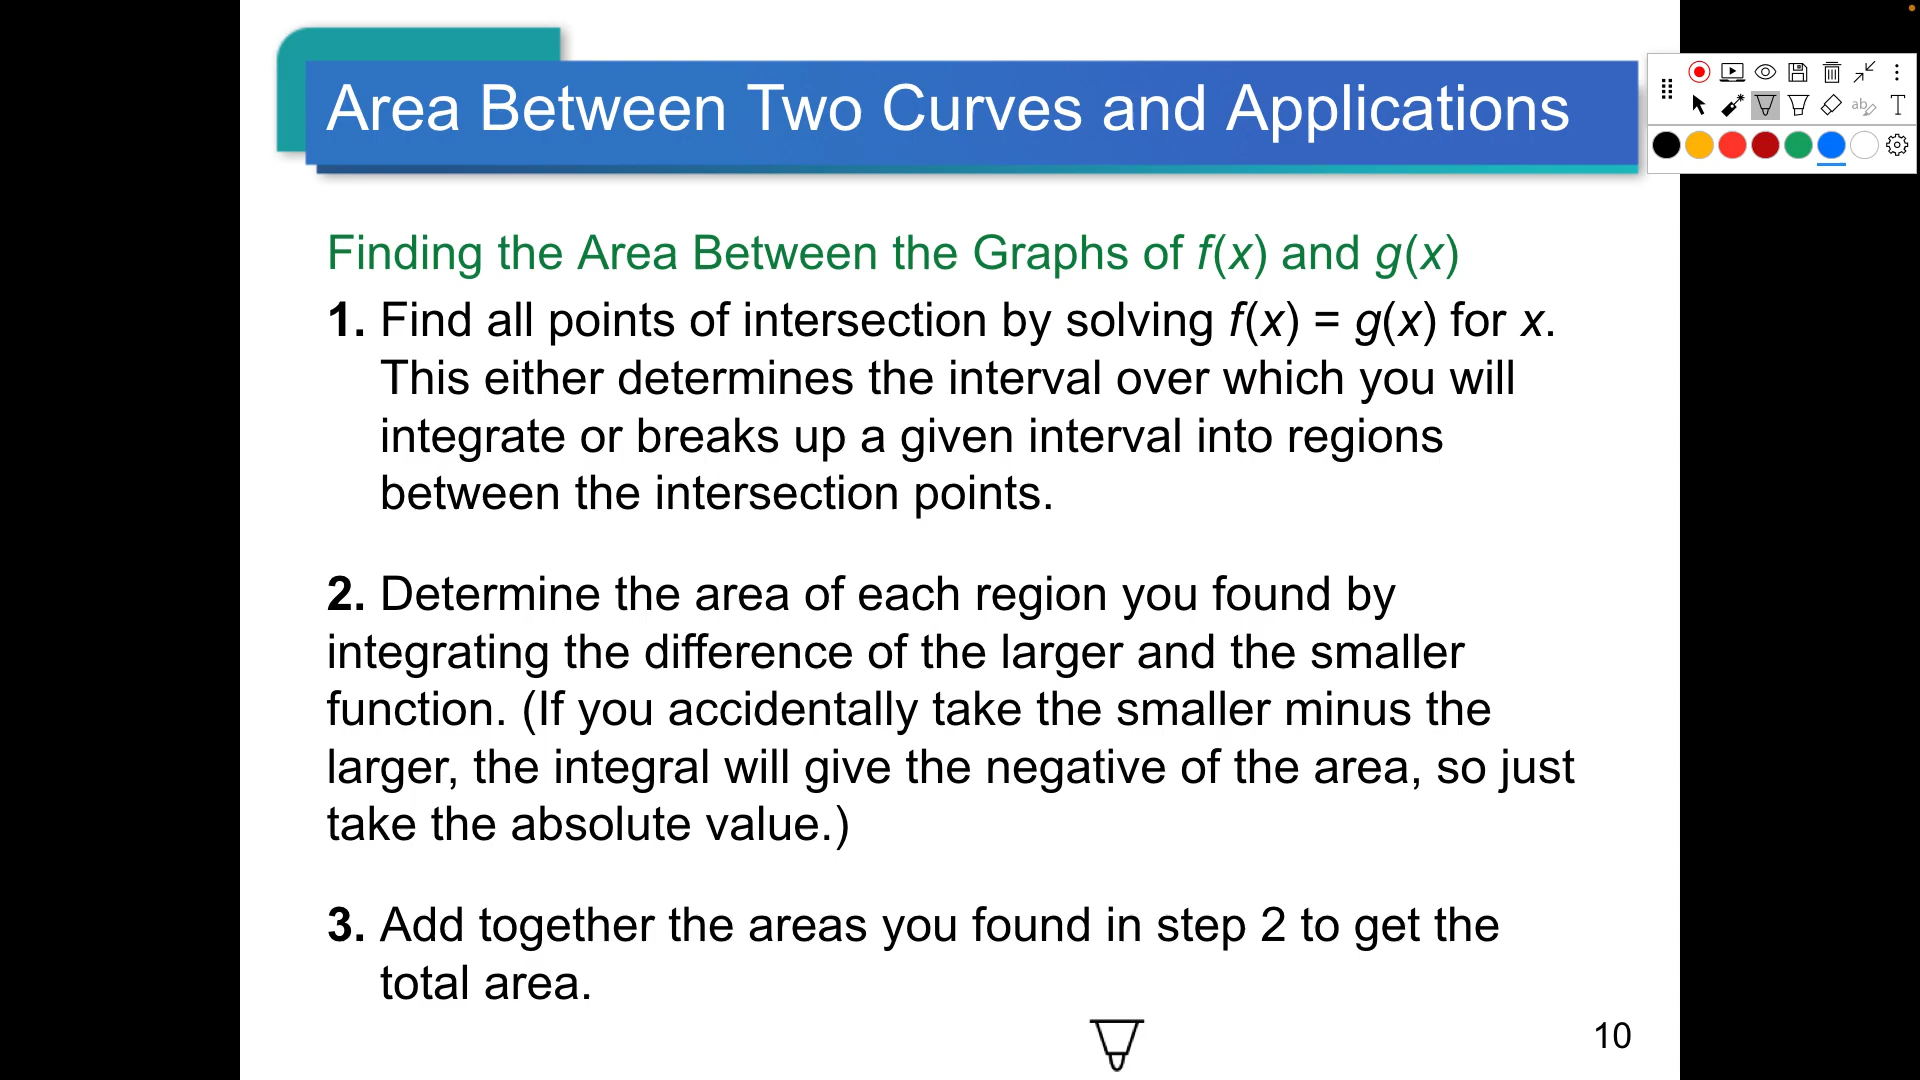 Area Between Two Curves and Applications
Finding the Area Between the Graphs of f(x) and g(x)
1. Find all points of intersection by solving f(x) = g(x) for x.
This either determines the interval over which you will
integrate or breaks up a given interval into regions
between the intersection points.
2. Determine the area of each region you found by
integrating the difference of the larger and the smaller
function. (If you accidentally take the smaller minus the
larger, the integral will give the negative of the area, so just
take the absolute value.)
3. Add together the areas you found in step 2 to get the
total area.
10